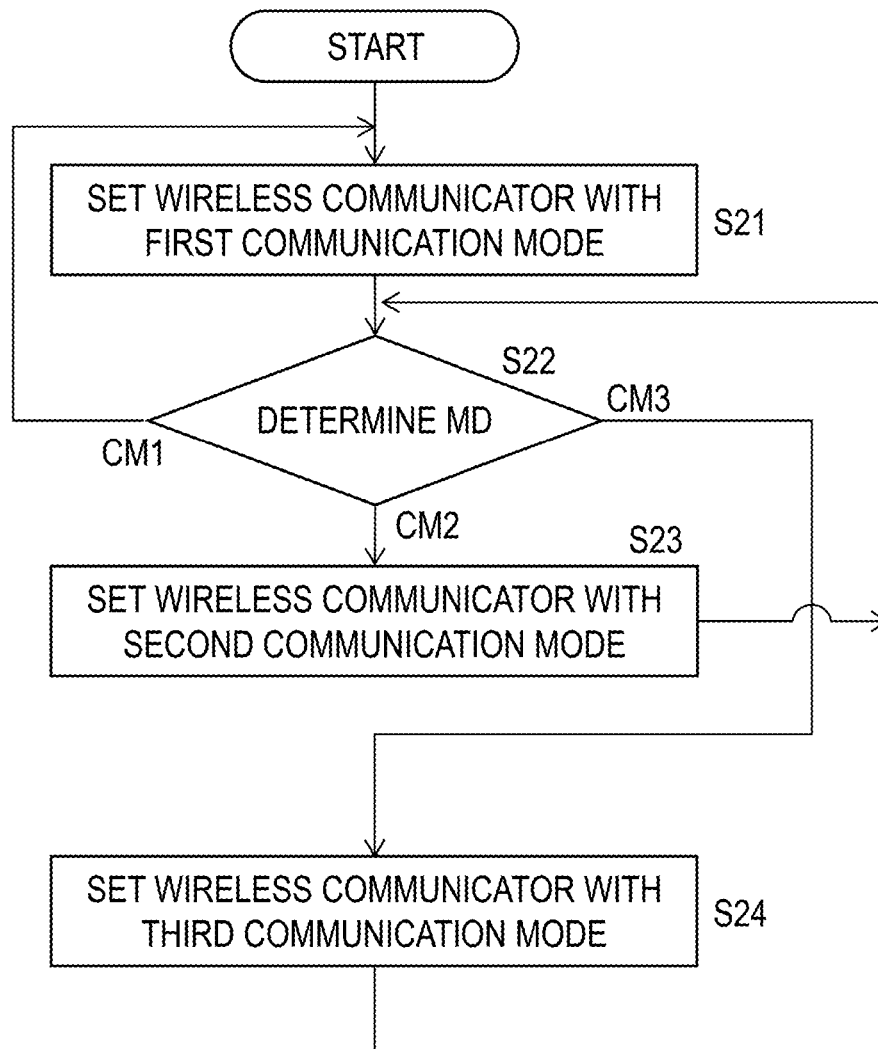 START
SET WIRELESS COMMUNICATOR WITH
FIRST COMMUNICATION MODE
S21
S22
DETERMINE MD
CM3
CM1
CM2
S23
SET WIRELESS COMMUNICATOR WITH
SECOND COMMUNICATION MODE
SET WIRELESS COMMUNICATOR WITH
THIRD COMMUNICATION MODE
S24